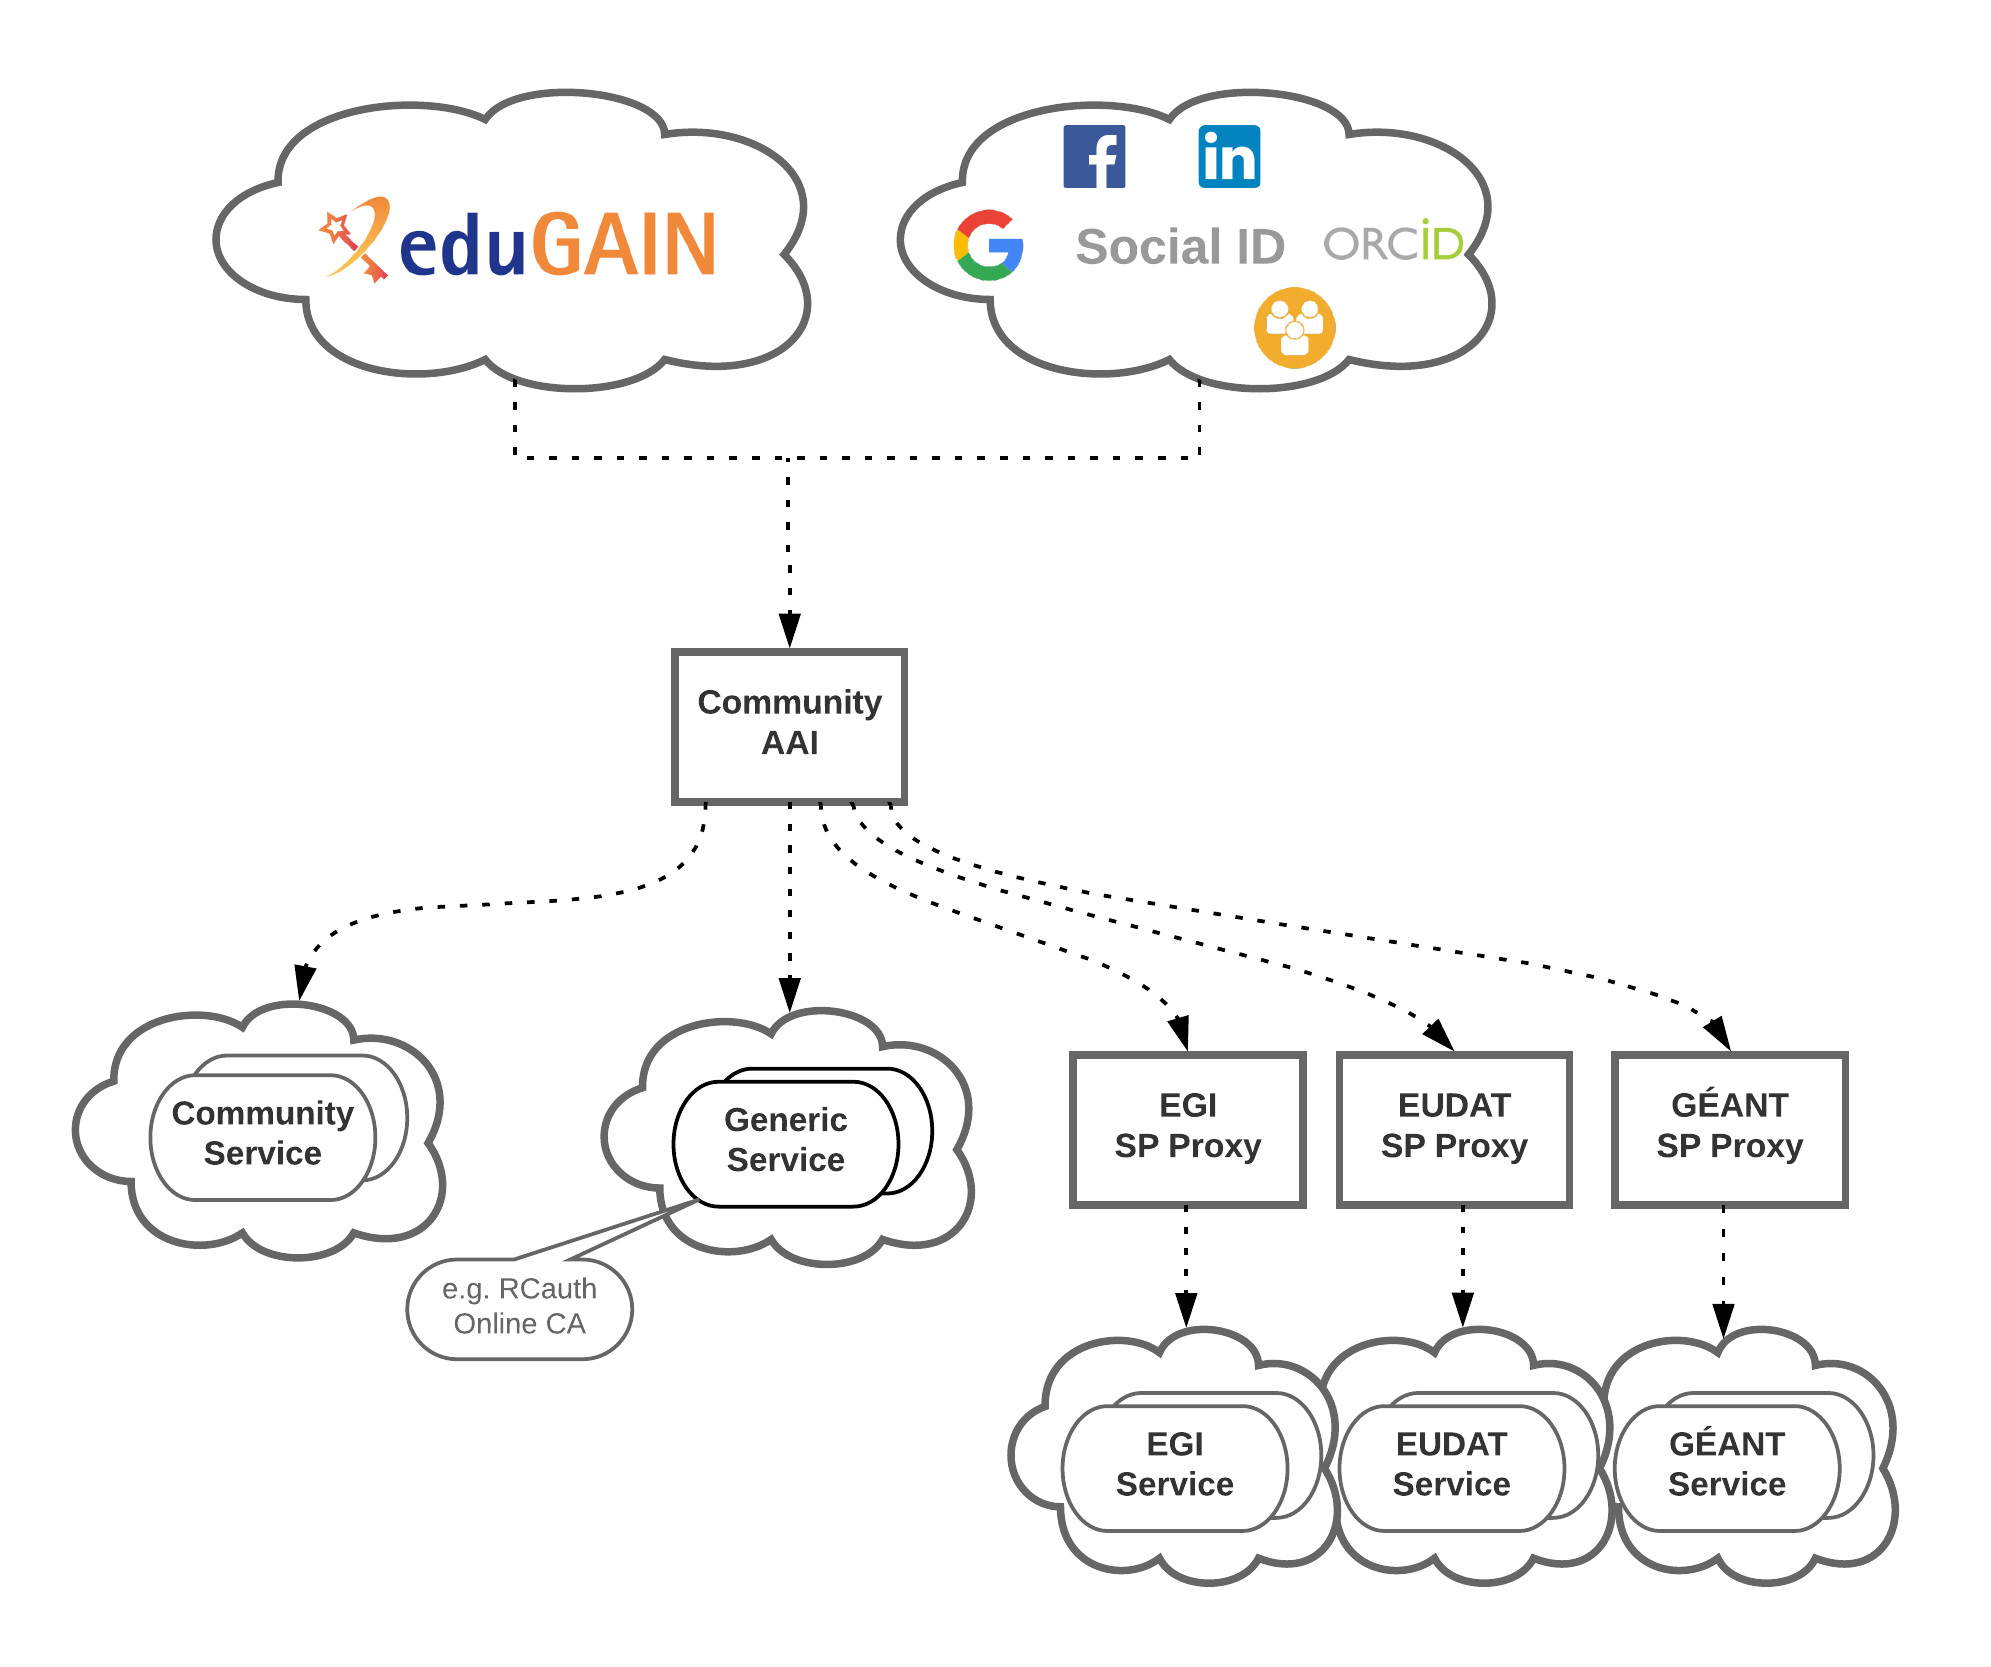 eduGAIN
f
in
G
Social ID
ORCiD
Community
AAI
Community
Service
Generic
Service
e.g. RCauth
Online CA
EGI
SP Proxy
EUDAT
SP Proxy
GÉANT
SP Proxy
EGI
Service
EUDAT
Service
GÉANT
Service